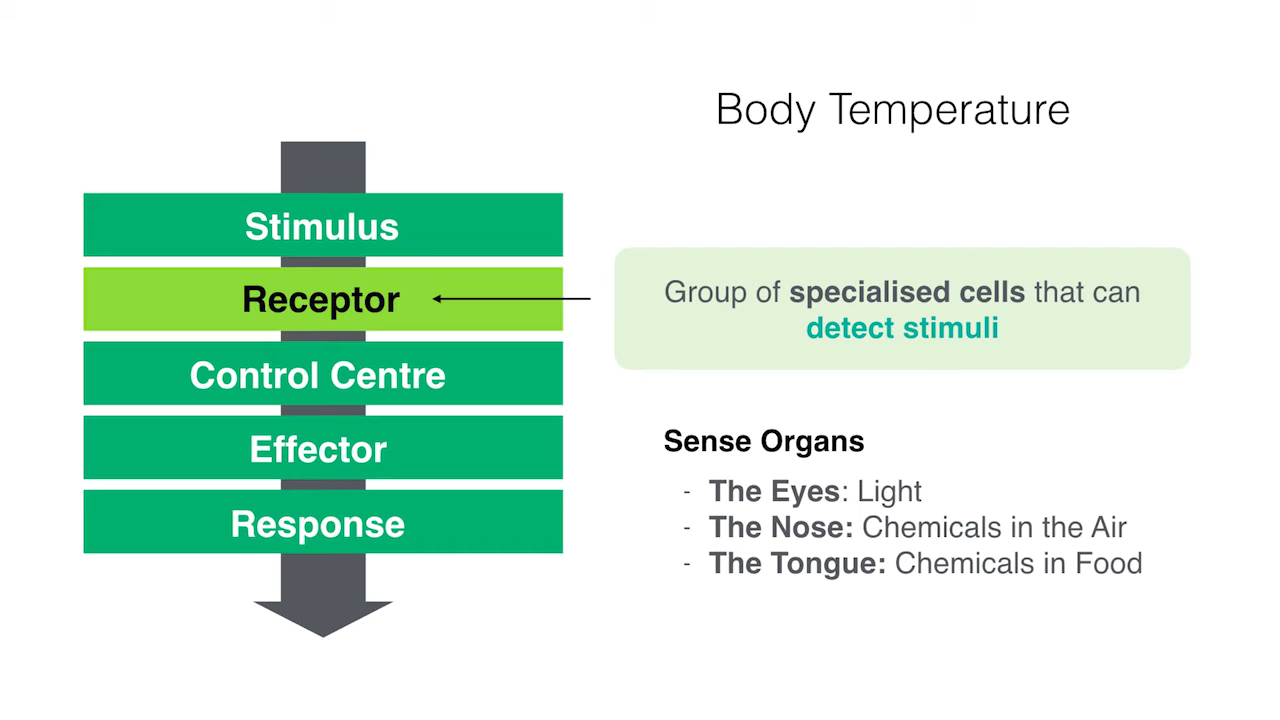 Body Temperature
Stimulus
Receptor
Control Centre
Effector
Response
Group of specialised cells that can
detect stimuli
Sense Organs
- The Eyes: Light
- The Nose: Chemicals in the Air
- The Tongue: Chemicals in Food